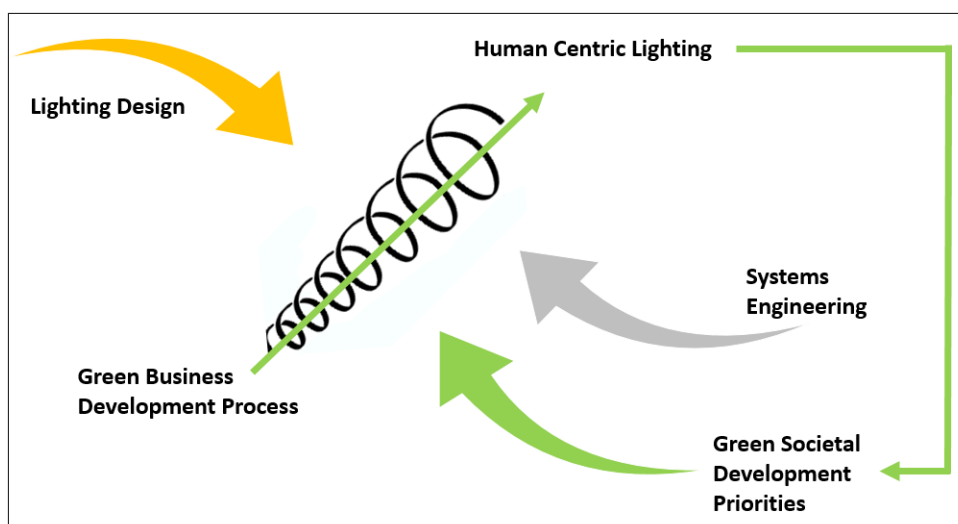 Human Centric Lighting
Lighting Design
Systems
Engineering
Green Business
Development Process
Green Societal
Development
Priorities